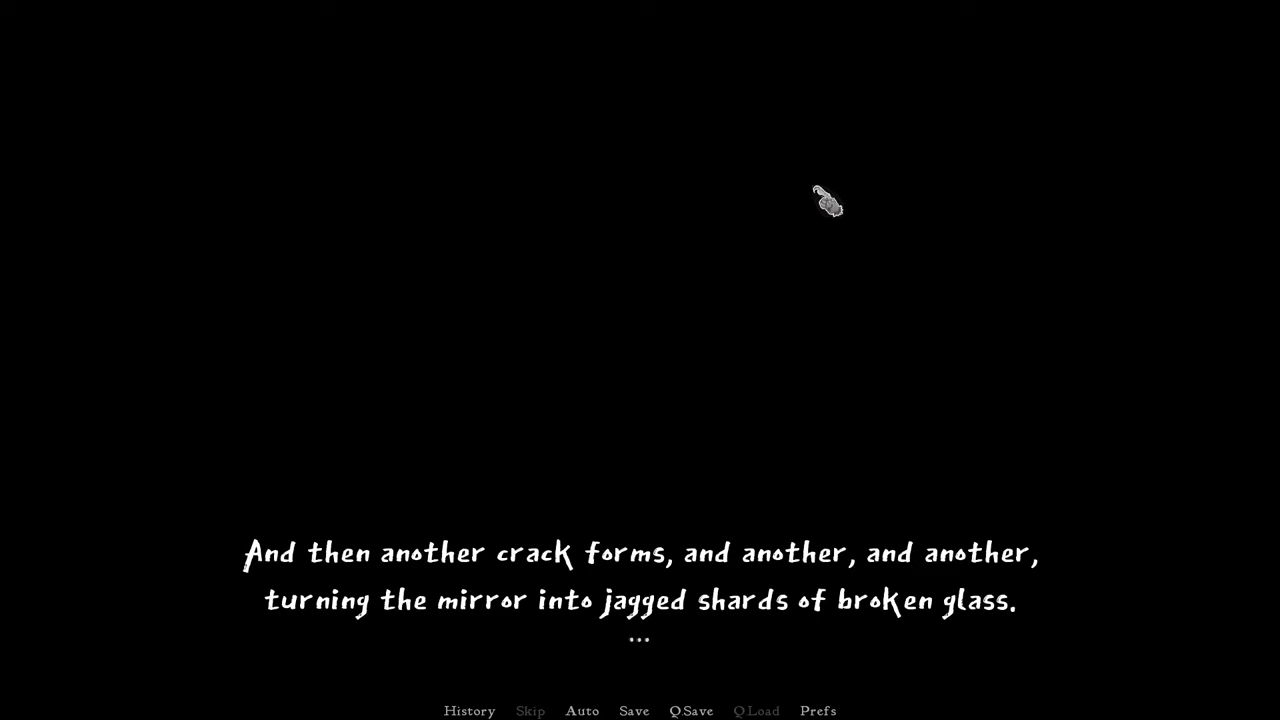 And then another crack forms, and another, and another,
turning the mirror into jagged shards of broken glass.
...
History Skip Auto Save Q.Save Q.Load Prefs